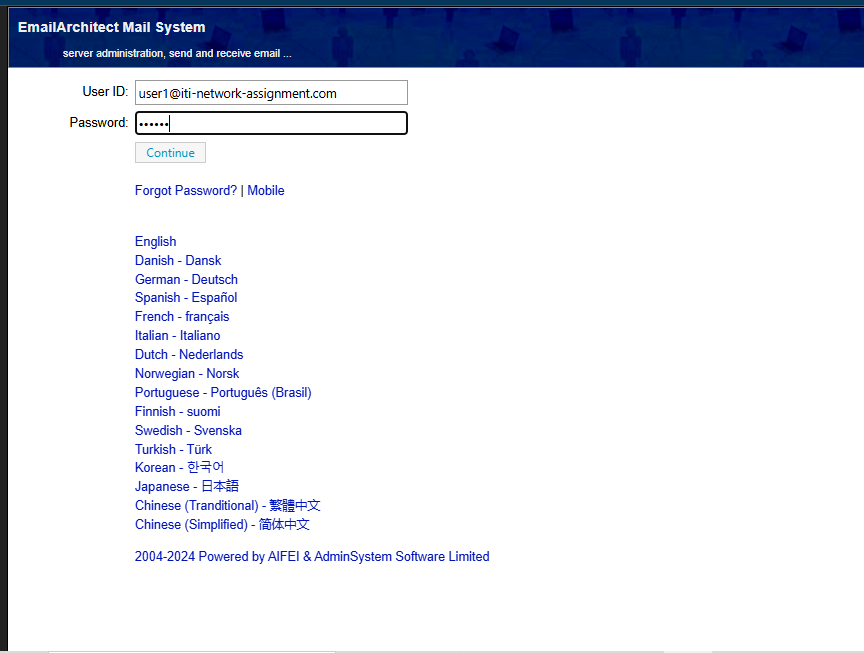 EmailArchitect Mail System
server administration, send and receive email ...
User ID: user1@iti-network-assignment.com
Password: ••••••
Continue
Forgot Password? | Mobile
English
Danish - Dansk
German - Deutsch
Spanish - Español
French - français
Italian - Italiano
Dutch - Nederlands
Norwegian - Norsk
Portuguese - Português (Brasil)
Finnish - suomi
Swedish - Svenska
Turkish - Türk
Korean - 한국어
Japanese - 日本語
Chinese (Tranditional) - 繁體中文
Chinese (Simplified) - 简体中文
2004-2024 Powered by AIFEI & AdminSystem Software Limited